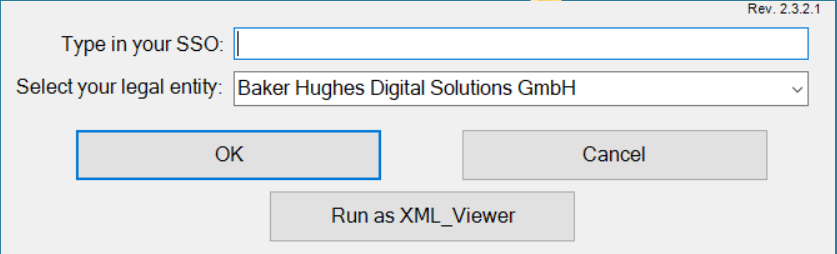 Rev. 2.3.2.1
Type in your SSO:
Select your legal entity: Baker Hughes Digital Solutions GmbH
OK Cancel
Run as XML_Viewer